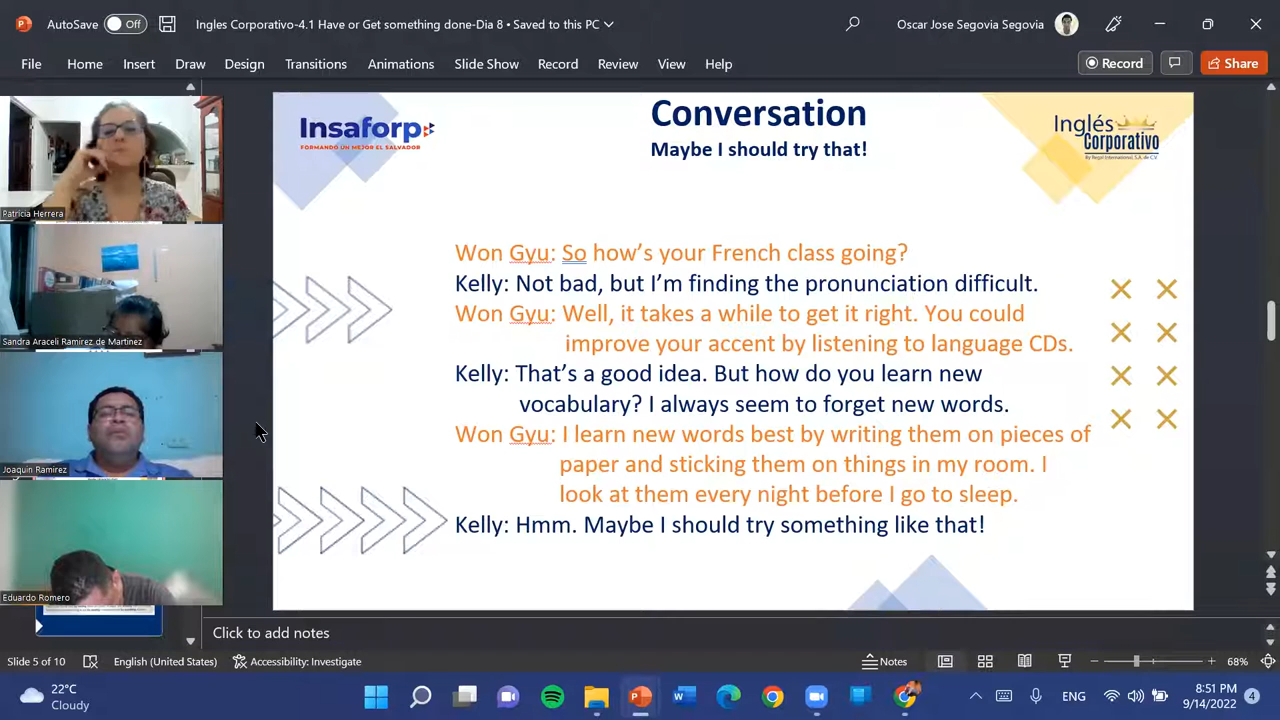 AutoSave Off Ingles Corporativo-4.1 Have or Get something done-Dia 8 • Saved to this PC Oscar Jose Segovia Segovia
File Home Insert Draw Design Transitions Animations Slide Show Record Review View Help Record Share
Patricia Herrera
Sandra Araceli Ramirez de Martinez
Joaquin Ramirez
Eduardo Romero
Insaforp
FORMANDO UN MEJOR EL SALVADOR
Conversation
Maybe I should try that!
Inglés
Corporativo
By Regal International, S.A. de C.V.
Won Gyu: So how's your French class going?
Kelly: Not bad, but I'm finding the pronunciation difficult.
Won Gyu: Well, it takes a while to get it right. You could
improve your accent by listening to language CDs.
Kelly: That's a good idea. But how do you learn new
vocabulary? I always seem to forget new words.
Won Gyu: I learn new words best by writing them on pieces of
paper and sticking them on things in my room. I
look at them every night before I go to sleep.
Kelly: Hmm. Maybe I should try something like that!
Click to add notes
Slide 5 of 10 English (United States) Accessibility: Investigate Notes 68%
22°C
Cloudy
ENG
8:51 PM
9/14/2022
4